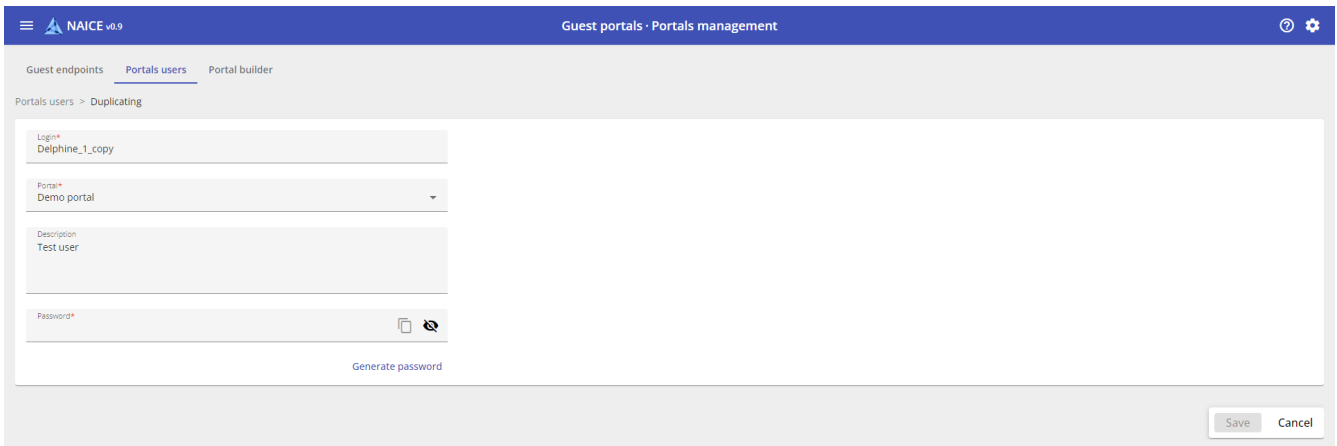 NAICE v0.9
Guest portals · Portals management
Guest endpoints Portals users Portal builder
Portals users > Duplicating
Login*
Delphine_1_copy
Portal*
Demo portal
Description
Test user
Password*
Generate password
Save Cancel